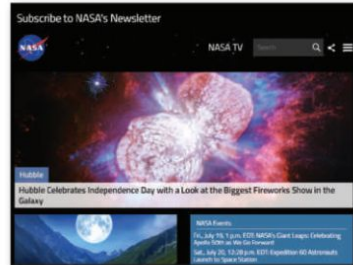 Subscribe to NASA's Newsletter
NASA
NASA TV
Search
Hubble
Hubble Celebrates Independence Day with a Look at the Biggest Fireworks Show in the
Galaxy
NASA Events
Fri., July 19, 1 p.m. EDT: NASA's Giant Leaps: Celebrating
Apollo 50th as We Go Forward
Sat., July 20, 12:28 p.m. EDT: Expedition 60 Astronauts
Launch to Space Station